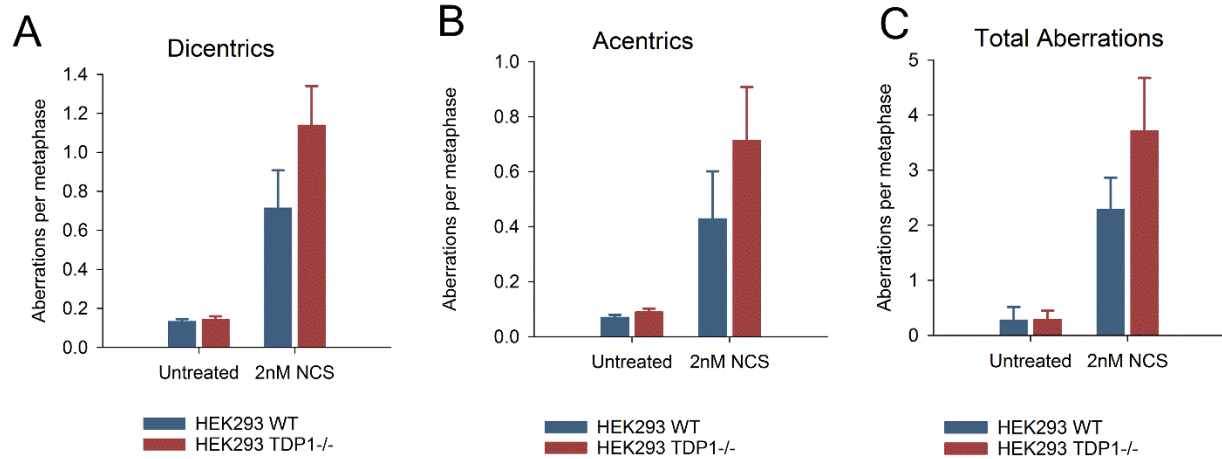 A
Dicentrics
Aberrations per metaphase
1.4
1.2
1.0
0.8
0.6
0.4
0.2
0.0
Untreated 2nM NCS
HEK293 WT
HEK293 TDP1-/-
B
Acentrics
Aberrations per metaphase
1.0
0.8
0.6
0.4
0.2
0.0
Untreated 2nM NCS
HEK293 WT
HEK293 TDP1-/-
C
Total Aberrations
Aberrations per metaphase
5
4
3
2
1
0
Untreated 2nM NCS
HEK293 WT
HEK293 TDP1-/-